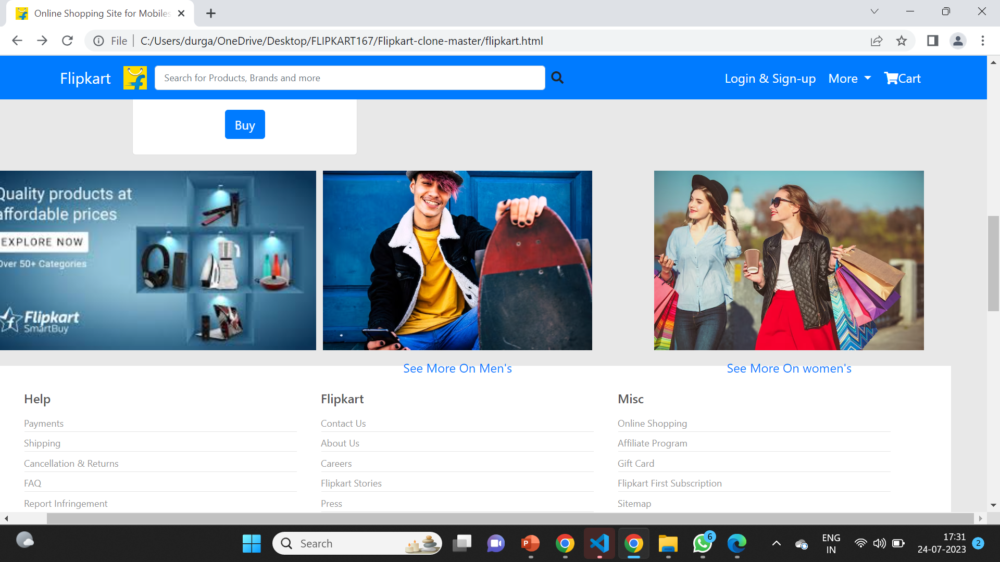 Online Shopping Site for Mobiles
File C:/Users/durga/OneDrive/Desktop/FLIPKART167/Flipkart-clone-master/flipkart.html
Flipkart Search for Products, Brands and more Login & Sign-up More Cart
Buy
Quality products at
affordable prices
EXPLORE NOW
Over 50+ Categories
Flipkart
SmartBuy
See More On Men's
See More On women's
Help
Payments
Shipping
Cancellation & Returns
FAQ
Report Infringement
Flipkart
Contact Us
About Us
Careers
Flipkart Stories
Press
Misc
Online Shopping
Affiliate Program
Gift Card
Flipkart First Subscription
Sitemap
Search
P
6
ENG
IN
17:31
24-07-2023
2